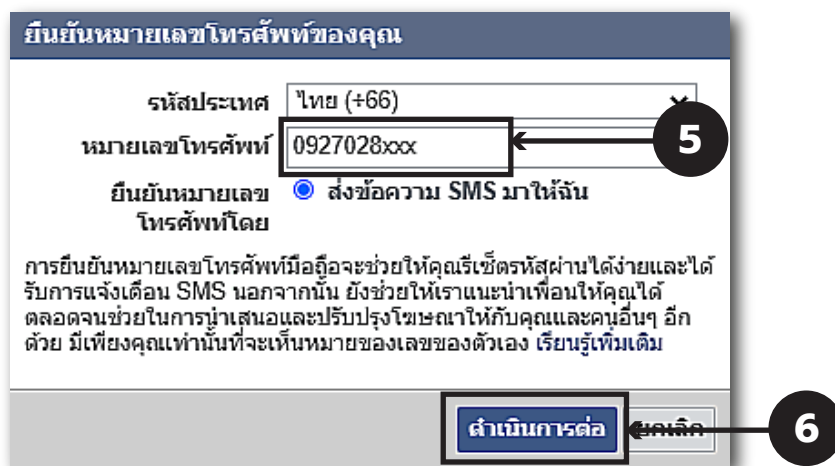 ยืนยันหมายเลขโทรศัพท์ของคุณ
รหัสประเทศ ไทย (+66)
หมายเลขโทรศัพท์ 0927028xxx
5
ยืนยันหมายเลข ส่งข้อความ SMS มาให้ฉัน
โทรศัพท์โดย
การยืนยันหมายเลขโทรศัพท์มือถือจะช่วยให้คุณรีเซ็ตรหัสผ่านได้ง่ายและได้
รับการแจ้งเตือน SMS นอกจากนั้น ยังช่วยให้เราแนะนำเพื่อนให้คุณได้
ตลอดจนช่วยในการนำเสนอและปรับปรุงโฆษณาให้กับคุณและคนอื่นๆ อีก
ด้วย มีเพียงคุณเท่านั้นที่จะเห็นหมายของเลขของตัวเอง เรียนรู้เพิ่มเติม
ดำเนินการต่อ ยกเลิก
6